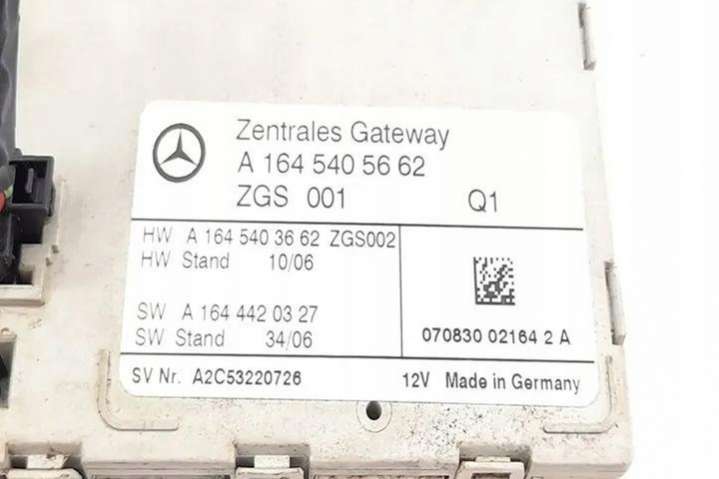 Zentrales Gateway
A 164 540 56 62
ZGS 001 Q1
HW A 164 540 36 62 ZGS002
HW Stand 10/06
SW A 164 442 03 27
SW Stand 34/06
070830 02164 2 A
SV Nr. A2C53220726 12V Made in Germany